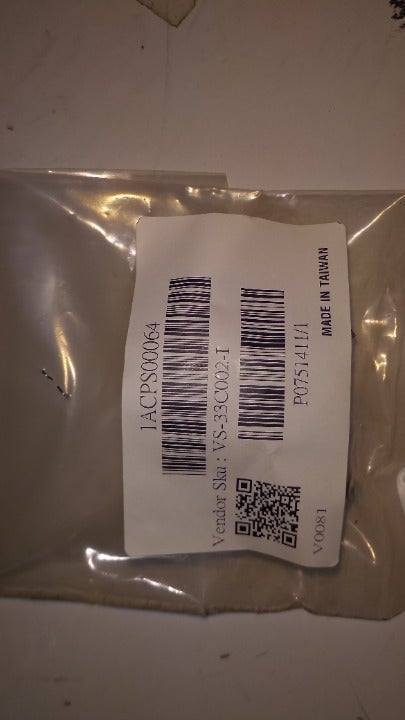 1ACPS00064
Vendor Sku : VS-33C002-I
P0751411/1
MADE IN TAIWAN
V0081